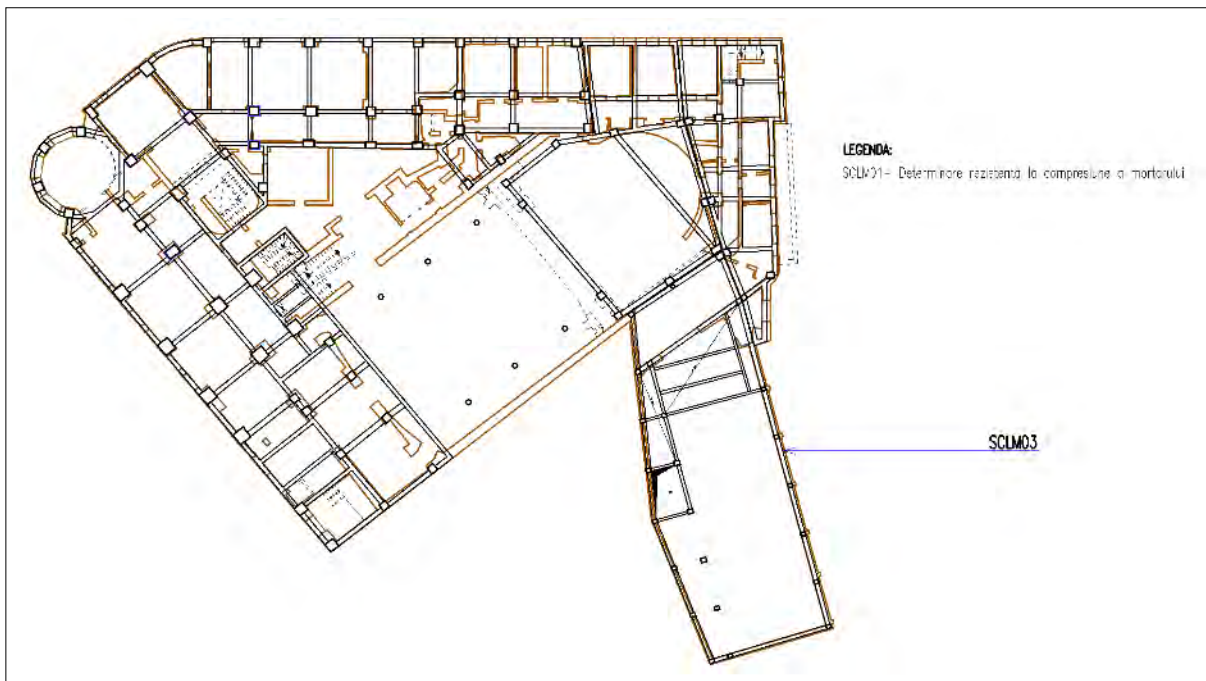 LEGENDA:
SCLM01- Determinare rezistenta la compresiune a mortarului
SCLM03